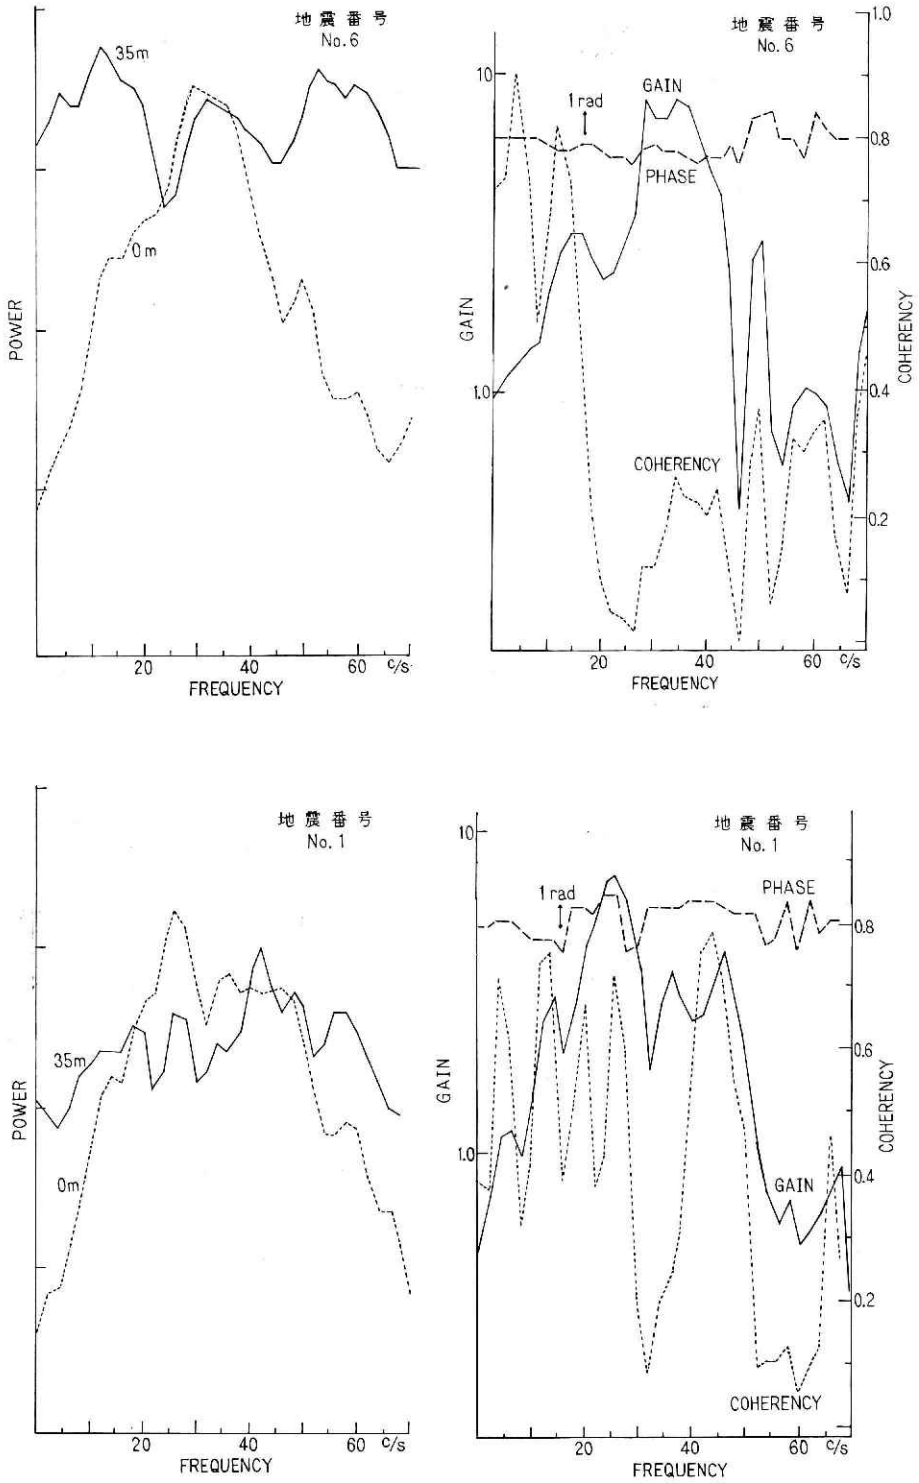 地震番号
No.6
35m
0m
POWER
20
40
60
c/s
FREQUENCY
地震番号
No.6
1.0
10
GAIN
1 rad
0.8
PHASE
GAIN
0.6
COHERENCY
1.0
0.4
COHERENCY
0.2
20
40
60
c/s
FREQUENCY
地震番号
No.1
35m
POWER
0m
20
40
60
c/s
FREQUENCY
地震番号
No.1
10
PHASE
1 rad
0.8
0.6
GAIN
COHERENCY
1.0
GAIN
0.4
0.2
COHERENCY
20
40
60
c/s
FREQUENCY